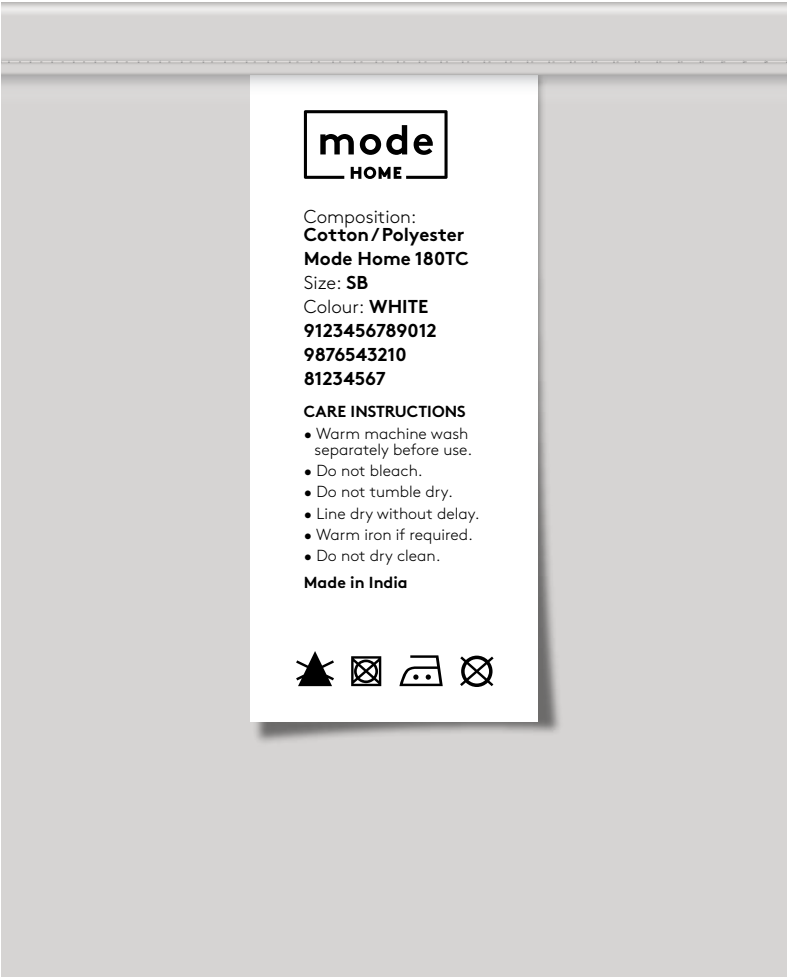 mode
HOME
Composition:
Cotton / Polyester
Mode Home 180TC
Size: SB
Colour: WHITE
9123456789012
9876543210
81234567
CARE INSTRUCTIONS
• Warm machine wash
separately before use.
• Do not bleach.
• Do not tumble dry.
• Line dry without delay.
• Warm iron if required.
• Do not dry clean.
Made in India